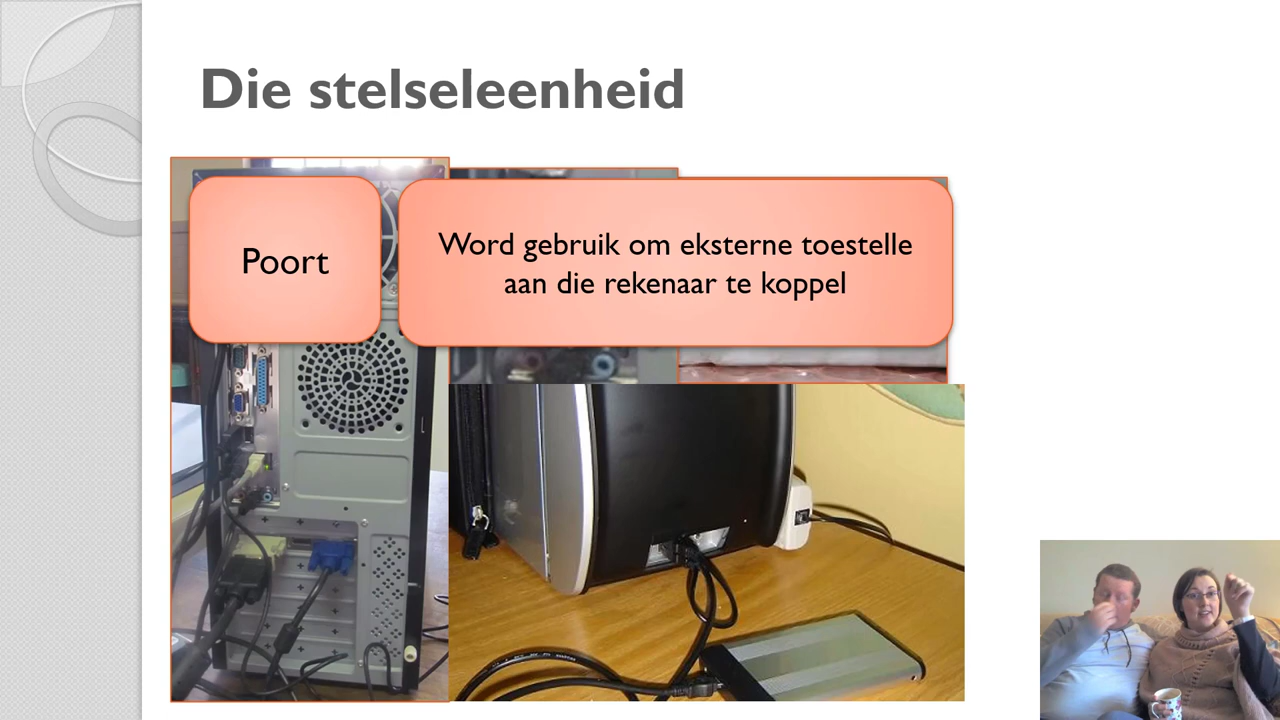 Die stelseleenheid
Poort
Word gebruik om eksterne toestelle
aan die rekenaar te koppel